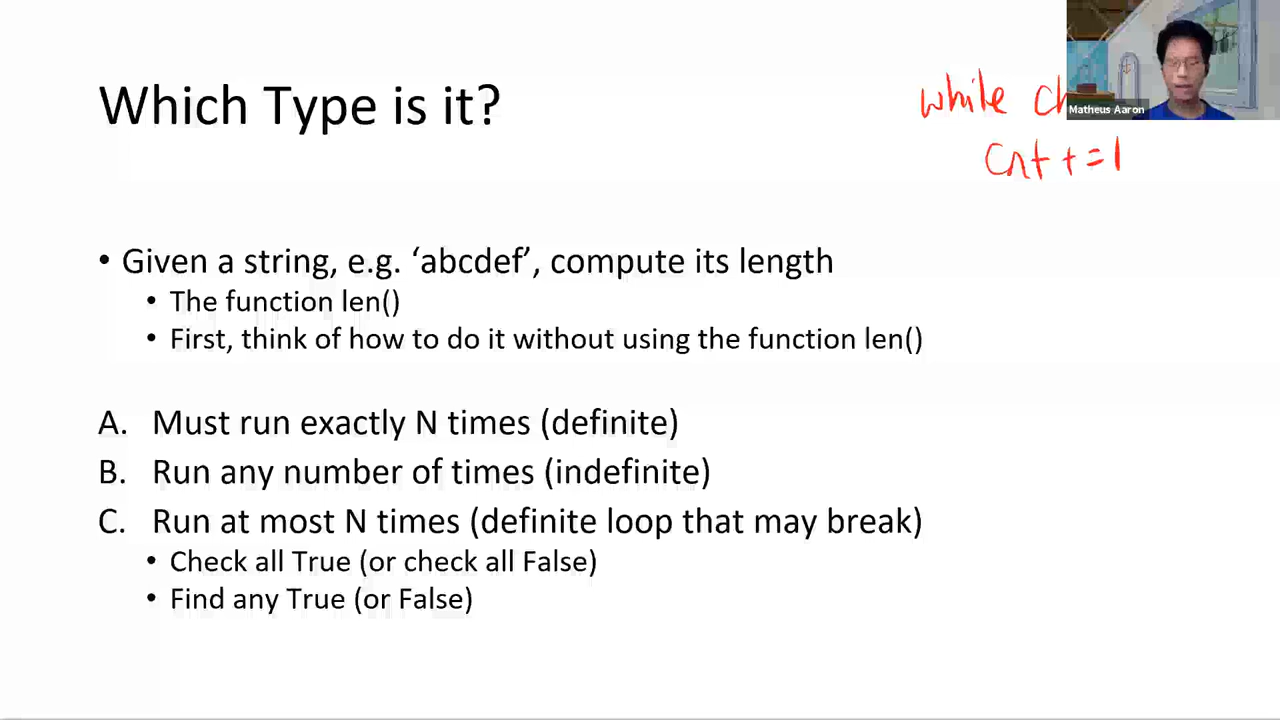 Which Type is it?
while
Matheus Aaron
cnt += 1
• Given a string, e.g. ‘abcdef’, compute its length
• The function len()
• First, think of how to do it without using the function len()
A. Must run exactly N times (definite)
B. Run any number of times (indefinite)
C. Run at most N times (definite loop that may break)
• Check all True (or check all False)
• Find any True (or False)